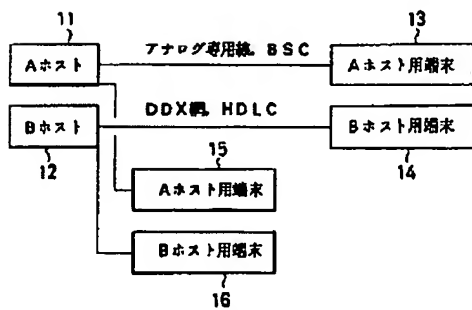 11
13
アナログ専用線, BSC
Aホスト
Aホスト用端末
DDX網, HDLC
Bホスト
Bホスト用端末
12
15
14
Aホスト用端末
Bホスト用端末
16